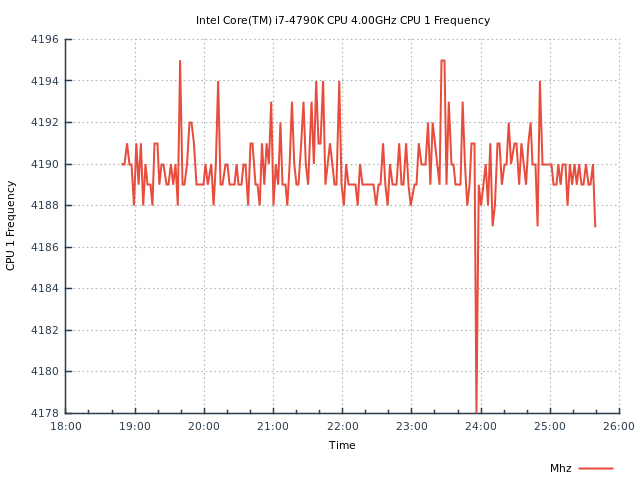 Intel Core(TM) i7-4790K CPU 4.00GHz CPU 1 Frequency
4196
4194
4192
4190
4188
4186
4184
4182
4180
4178
CPU 1 Frequency
18:00 19:00 20:00 21:00 22:00 23:00 24:00 25:00 26:00
Time
Mhz